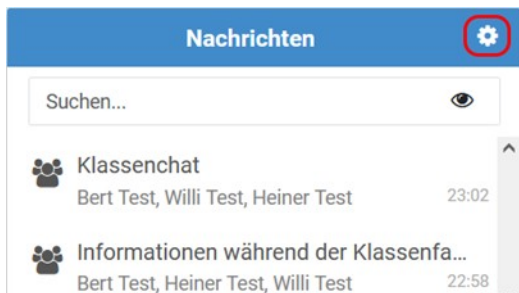 Nachrichten
Suchen...
Klassenchat
Bert Test, Willi Test, Heiner Test 23:02
Informationen während der Klassenfa...
Bert Test, Heiner Test, Willi Test 22:58